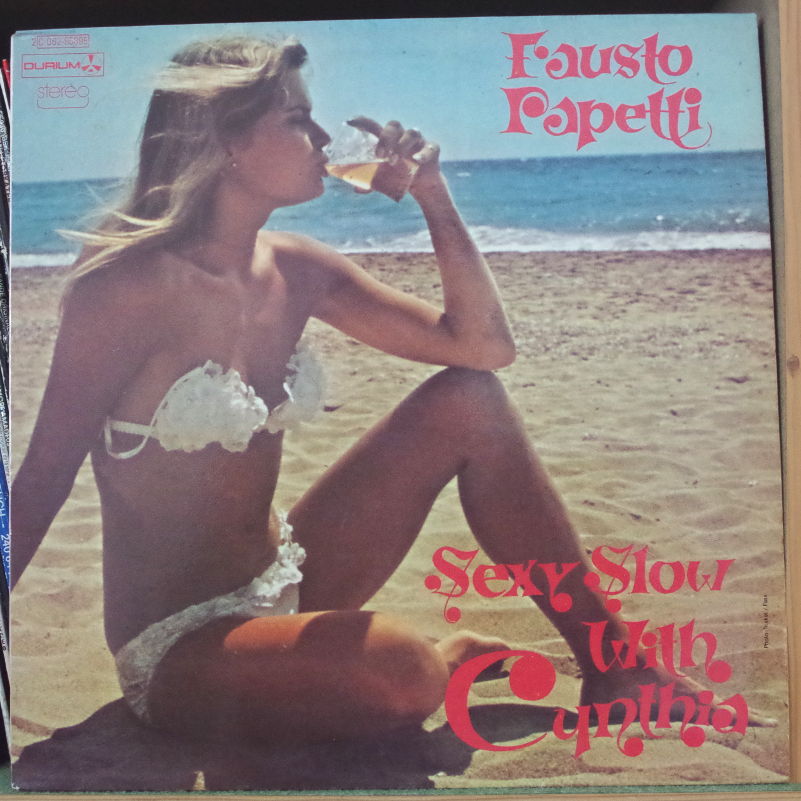 DURIUM
stereo
Fausto
Papetti
Sexy Slow
With
Cynthia